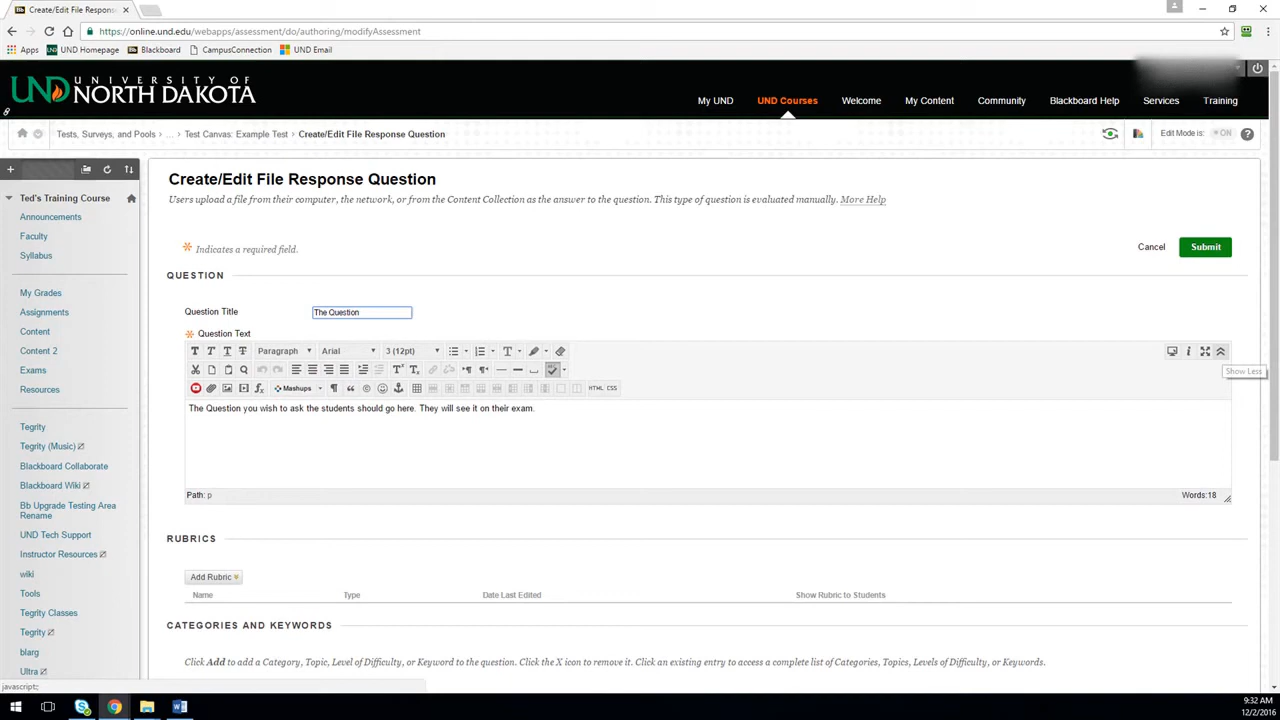 Create/Edit File Respons
https://online.und.edu/webapps/assessment/do/authoring/modifyAssessment
Apps UND Homepage Blackboard CampusConnection UND Email
UND UNIVERSITY OF NORTH DAKOTA
My UND UND Courses Welcome My Content Community Blackboard Help Services Training
Tests, Surveys, and Pools > ... > Test Canvas: Example Test > Create/Edit File Response Question
Edit Mode is: ON ?
Ted's Training Course
Announcements
Faculty
Syllabus
My Grades
Assignments
Content
Content 2
Exams
Resources
Tegrity
Tegrity (Music)
Blackboard Collaborate
Blackboard Wiki
Bb Upgrade Testing Area
Rename
UND Tech Support
Instructor Resources
wiki
Tools
Tegrity Classes
Tegrity
blarg
Ultra
Create/Edit File Response Question
Users upload a file from their computer, the network, or from the Content Collection as the answer to the question. This type of question is evaluated manually. More Help
* Indicates a required field.
Cancel Submit
QUESTION
Question Title The Question
* Question Text
T T T T Paragraph Arial 3 (12pt) T
Show Less
Mashups HTML CSS
The Question you wish to ask the students should go here. They will see it on their exam.
Path: p Words:18
RUBRICS
Add Rubric
Name Type Date Last Edited Show Rubric to Students
CATEGORIES AND KEYWORDS
Click Add to add a Category, Topic, Level of Difficulty, or Keyword to the question. Click the X icon to remove it. Click an existing entry to access a complete list of Categories, Topics, Levels of Difficulty, or Keywords.
javascript:;
9:32 AM
12/2/2016